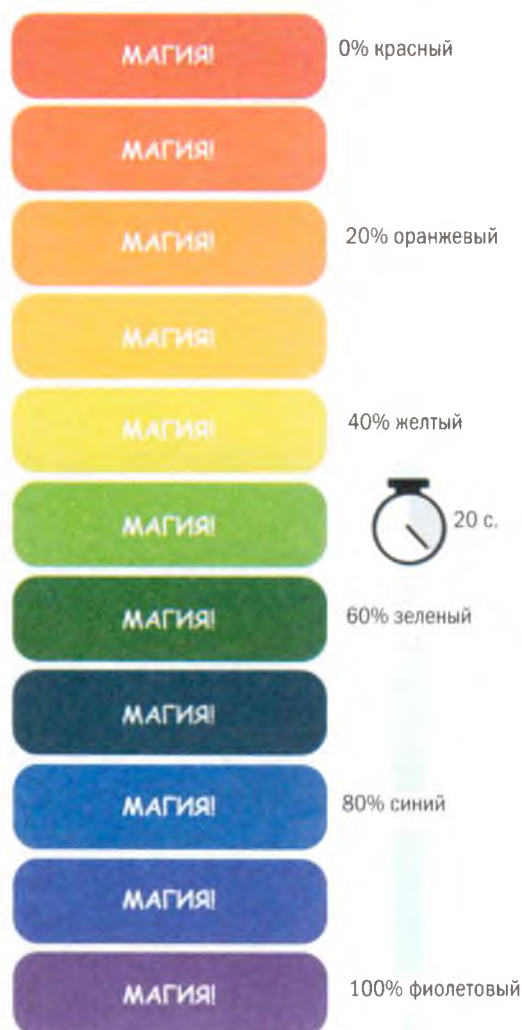 МАГИЯ! 0% красный
МАГИЯ!
МАГИЯ! 20% оранжевый
МАГИЯ!
МАГИЯ! 40% желтый
МАГИЯ! 20 с.
МАГИЯ! 60% зеленый
МАГИЯ!
МАГИЯ! 80% синий
МАГИЯ!
МАГИЯ! 100% фиолетовый